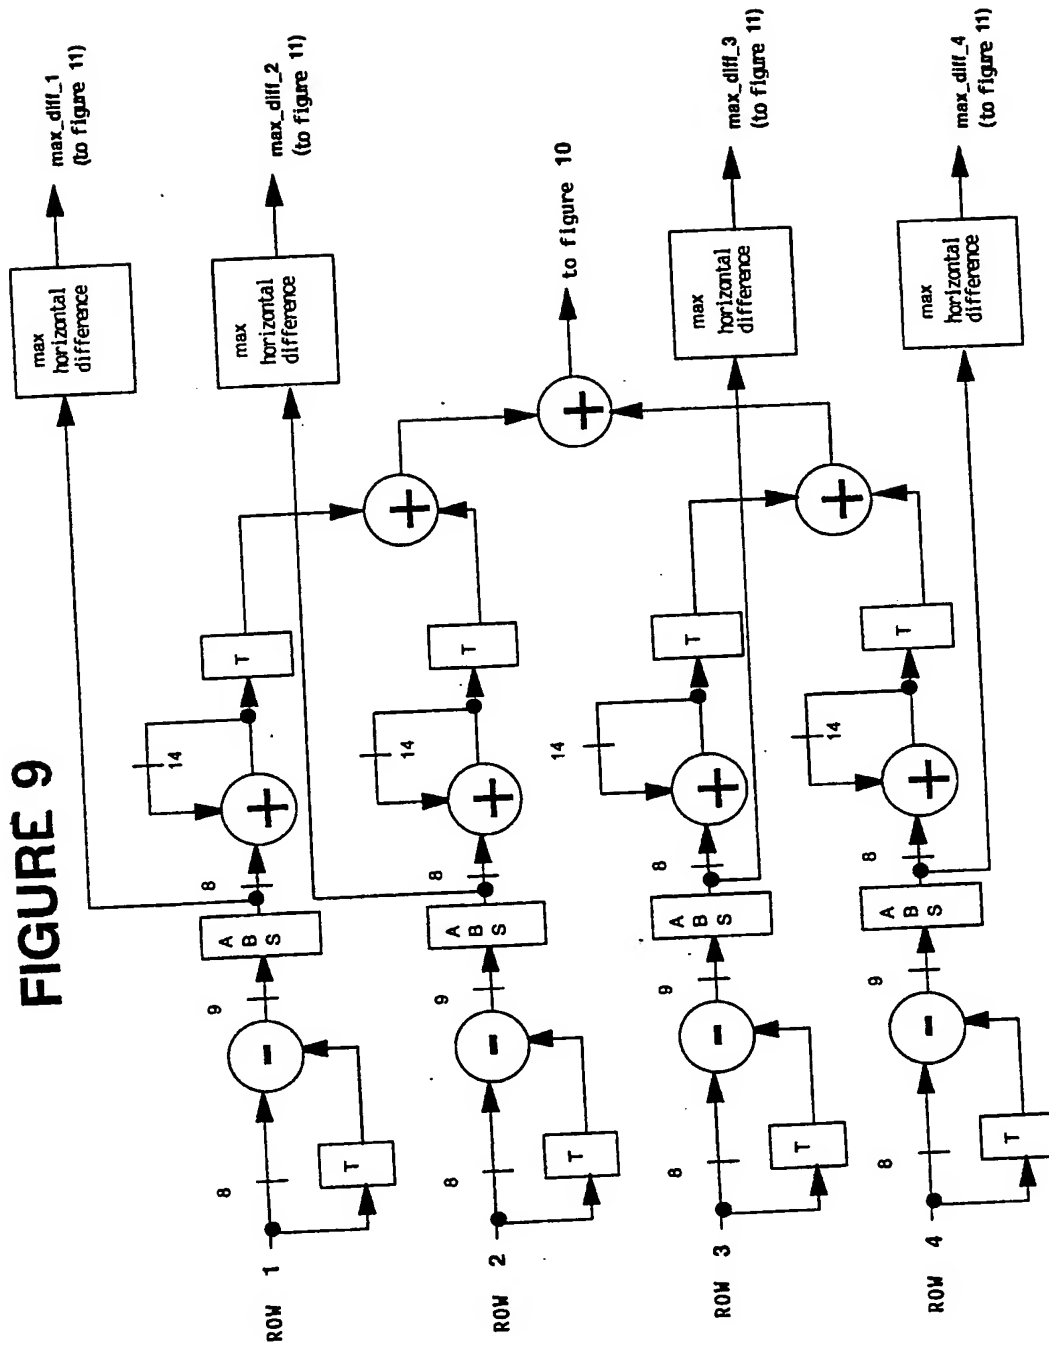 FIGURE 9
max
horizontal
difference
max_diff_1
(to figure 11)
ROW 1
8
T
-
9
A
B
S
8
+
14
T
max
horizontal
difference
max_diff_2
(to figure 11)
+
ROW 2
8
T
-
9
A
B
S
8
+
14
T
+
to figure 10
ROW 3
8
T
-
9
A
B
S
8
+
14
T
max
horizontal
difference
max_diff_3
(to figure 11)
+
ROW 4
8
T
-
9
A
B
S
8
+
14
T
max
horizontal
difference
max_diff_4
(to figure 11)